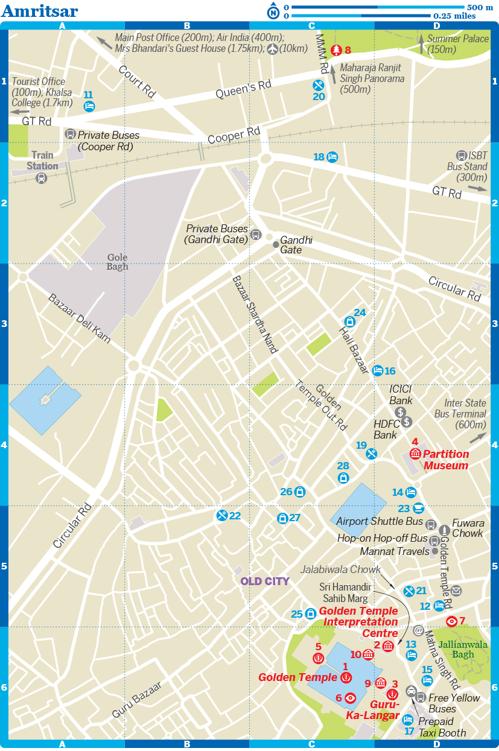 Amritsar
N
0 500 m
0 0.25 miles
A
B
C
D
Main Post Office (200m); Air India (400m);
Mrs Bhandari's Guest House (1.75km); (10km)
MMM Rd
8
Summer Palace
(150m)
Court Rd
Maharaja Ranjit
Singh Panorama
(500m)
1
1
Tourist Office
(100m); Khalsa
College (1.7km)
11
Queen's Rd
20
GT Rd
Private Buses
(Cooper Rd)
Cooper Rd
Train
Station
18
ISBT
Bus Stand
(300m)
GT Rd
2
2
Private Buses
(Gandhi Gate)
Gandhi
Gate
Gole
Bagh
Circular Rd
Bazaar Deli Kam
Bazaar Shardha Nand
24
Hall Bazaar
3
3
16
Golden
Temple Out Rd
ICICI
Bank
HDFC
Bank
Inter State
Bus Terminal
(600m)
4
4
4
Partition
Museum
19
28
26
14
23
22
27
Airport Shuttle Bus
Fuwara
Chowk
Hop-on Hop-off Bus
Mannat Travels
Golden Temple Rd
Circular Rd
5
5
Jalabiwala Chowk
OLD CITY
Sri Hamandir
Sahib Marg
21
12
25
Golden Temple
Interpretation
Centre
7
2
Mahna Singh Rd
Jallianwala
Bagh
5
10
13
1
Golden Temple
15
6
6
9
3
6
Guru-
Ka-Langar
Free Yellow
Buses
Guru Bazaar
Prepaid
Taxi Booth
17
A
B
C
D